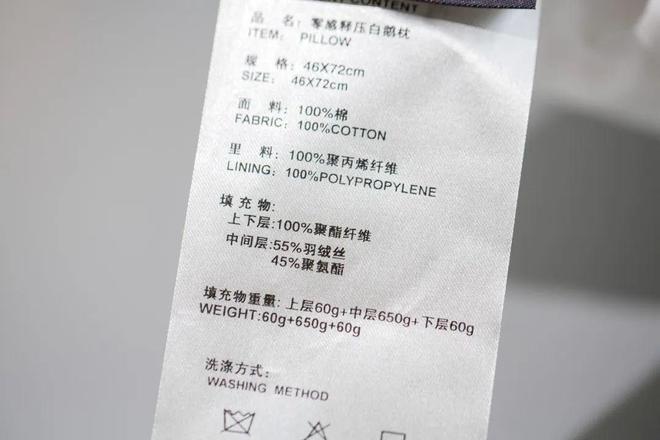 CONTENT
品 名: 零感释压白鹅枕
ITEM: PILLOW
规 格: 46X72cm
SIZE: 46X72cm
面 料: 100%棉
FABRIC: 100%COTTON
里 料: 100%聚丙烯纤维
LINING: 100%POLYPROPYLENE
填 充 物:
上下层:100%聚酯纤维
中间层:55%羽绒丝
45%聚氨酯
填充物重量: 上层60g+中层650g+下层60g
WEIGHT:60g+650g+60g
洗涤方式:
WASHING METHOD